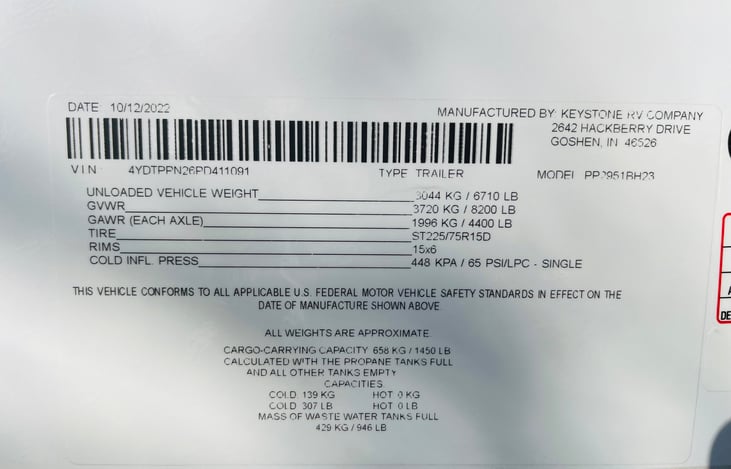 DATE 10/12/2022
MANUFACTURED BY: KEYSTONE RV COMPANY
2642 HACKBERRY DRIVE
GOSHEN, IN 46526
VIN 4YDTPPN26PD411091 TYPE TRAILER MODEL PP2951BH23
UNLOADED VEHICLE WEIGHT 3044 KG / 6710 LB
GVWR 3720 KG / 8200 LB
GAWR (EACH AXLE) 1996 KG / 4400 LB
TIRE ST225/75R15D
RIMS 15x6
COLD INFL. PRESS 448 KPA / 65 PSI/LPC - SINGLE
THIS VEHICLE CONFORMS TO ALL APPLICABLE U.S. FEDERAL MOTOR VEHICLE SAFETY STANDARDS IN EFFECT ON THE
DATE OF MANUFACTURE SHOWN ABOVE.
ALL WEIGHTS ARE APPROXIMATE
CARGO-CARRYING CAPACITY 658 KG / 1450 LB
CALCULATED WITH THE PROPANE TANKS FULL
AND ALL OTHER TANKS EMPTY
CAPACITIES
COLD 139 KG HOT 0 KG
COLD 307 LB HOT 0 LB
MASS OF WASTE WATER TANKS FULL
429 KG / 946 LB